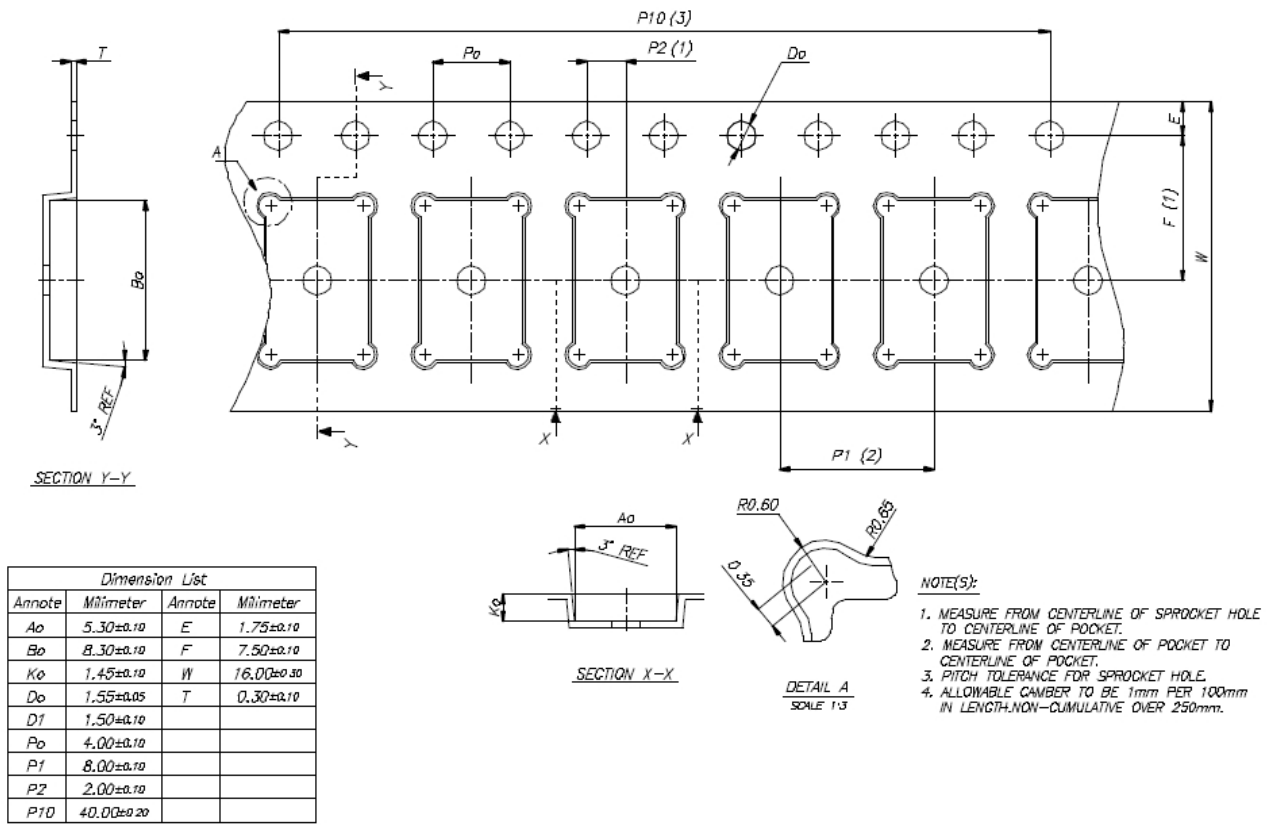 P10 (3)
T
Po
P2 (1)
Do
Y
E
A
F (1)
W
Bo
3° REF
Y
X
X
P1 (2)
SECTION Y-Y
Ao
3° REF
Ko
SECTION X-X
R0.60
R0.65
0.35
DETAIL A
SCALE 1:3
Dimension List
Annote Milimeter Annote Milimeter
Ao 5.30±0.10 E 1.75±0.10
Bo 8.30±0.10 F 7.50±0.10
Ko 1.45±0.10 W 16.00±0.30
Do 1.55±0.05 T 0.30±0.10
D1 1.50±0.10
Po 4.00±0.10
P1 8.00±0.10
P2 2.00±0.10
P10 40.00±0.20
NOTE(S):
1. MEASURE FROM CENTERLINE OF SPROCKET HOLE
TO CENTERLINE OF POCKET.
2. MEASURE FROM CENTERLINE OF POCKET TO
CENTERLINE OF POCKET.
3. PITCH TOLERANCE FOR SPROCKET HOLE.
4. ALLOWABLE CAMBER TO BE 1mm PER 100mm
IN LENGTH.NON-CUMULATIVE OVER 250mm.